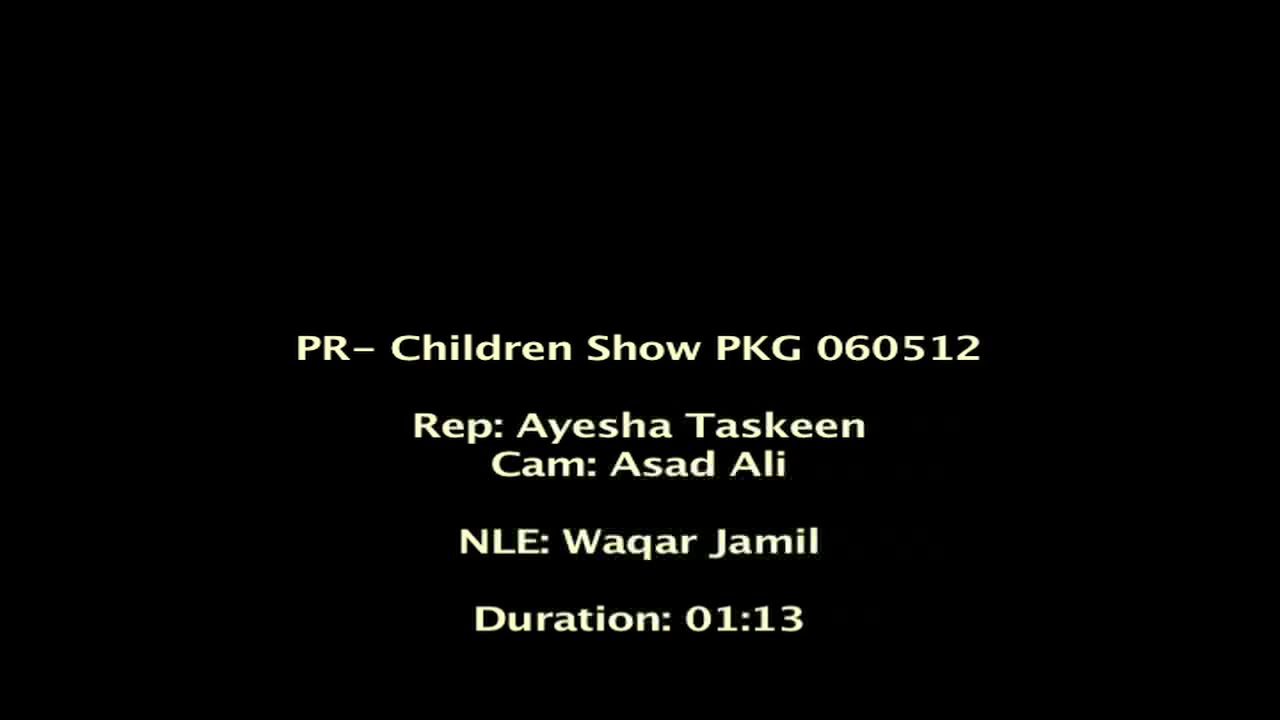 PR- Children Show PKG 060512
Rep: Ayesha Taskeen
Cam: Asad Ali
NLE: Waqar Jamil
Duration: 01:13